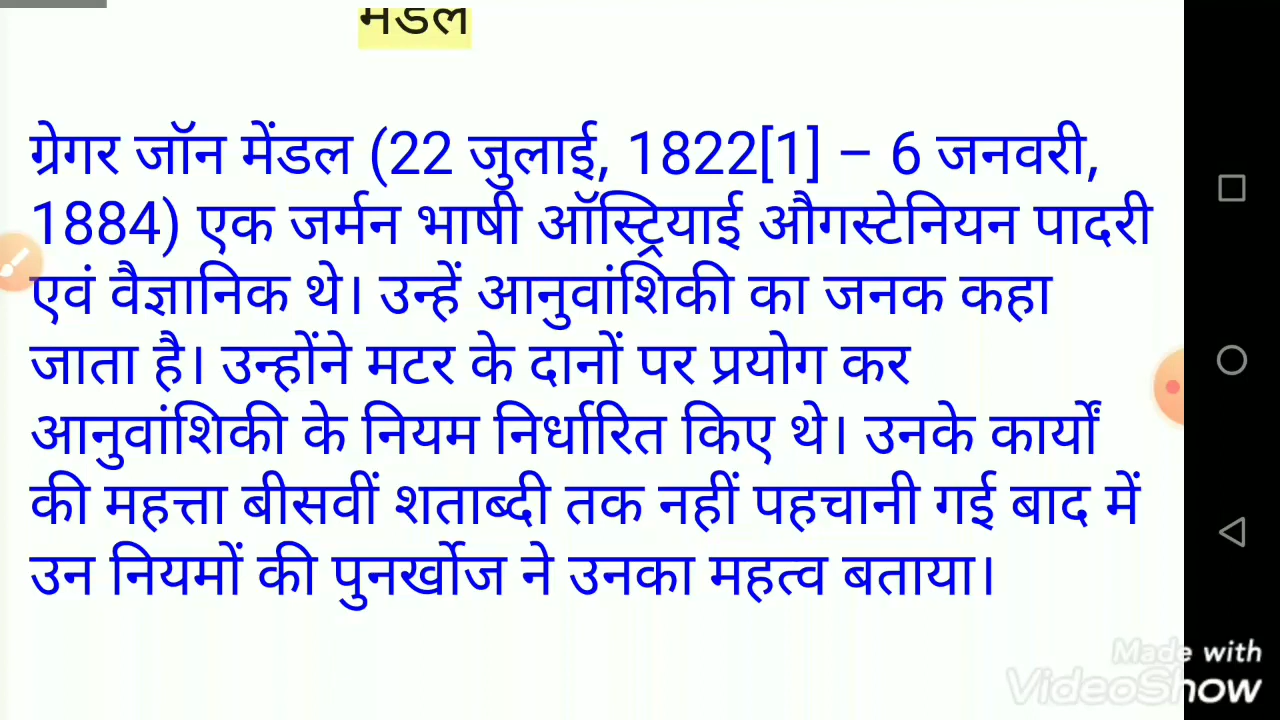 मेंडल
ग्रेगर जॉन मेंडल (22 जुलाई, 1822[1] – 6 जनवरी,
1884) एक जर्मन भाषी ऑस्ट्रियाई औगस्टेनियन पादरी
एवं वैज्ञानिक थे। उन्हें आनुवांशिकी का जनक कहा
जाता है। उन्होंने मटर के दानों पर प्रयोग कर
आनुवांशिकी के नियम निर्धारित किए थे। उनके कार्यों
की महत्ता बीसवीं शताब्दी तक नहीं पहचानी गई बाद में
उन नियमों की पुनर्खोज ने उनका महत्व बताया।
Made with
VideoShow